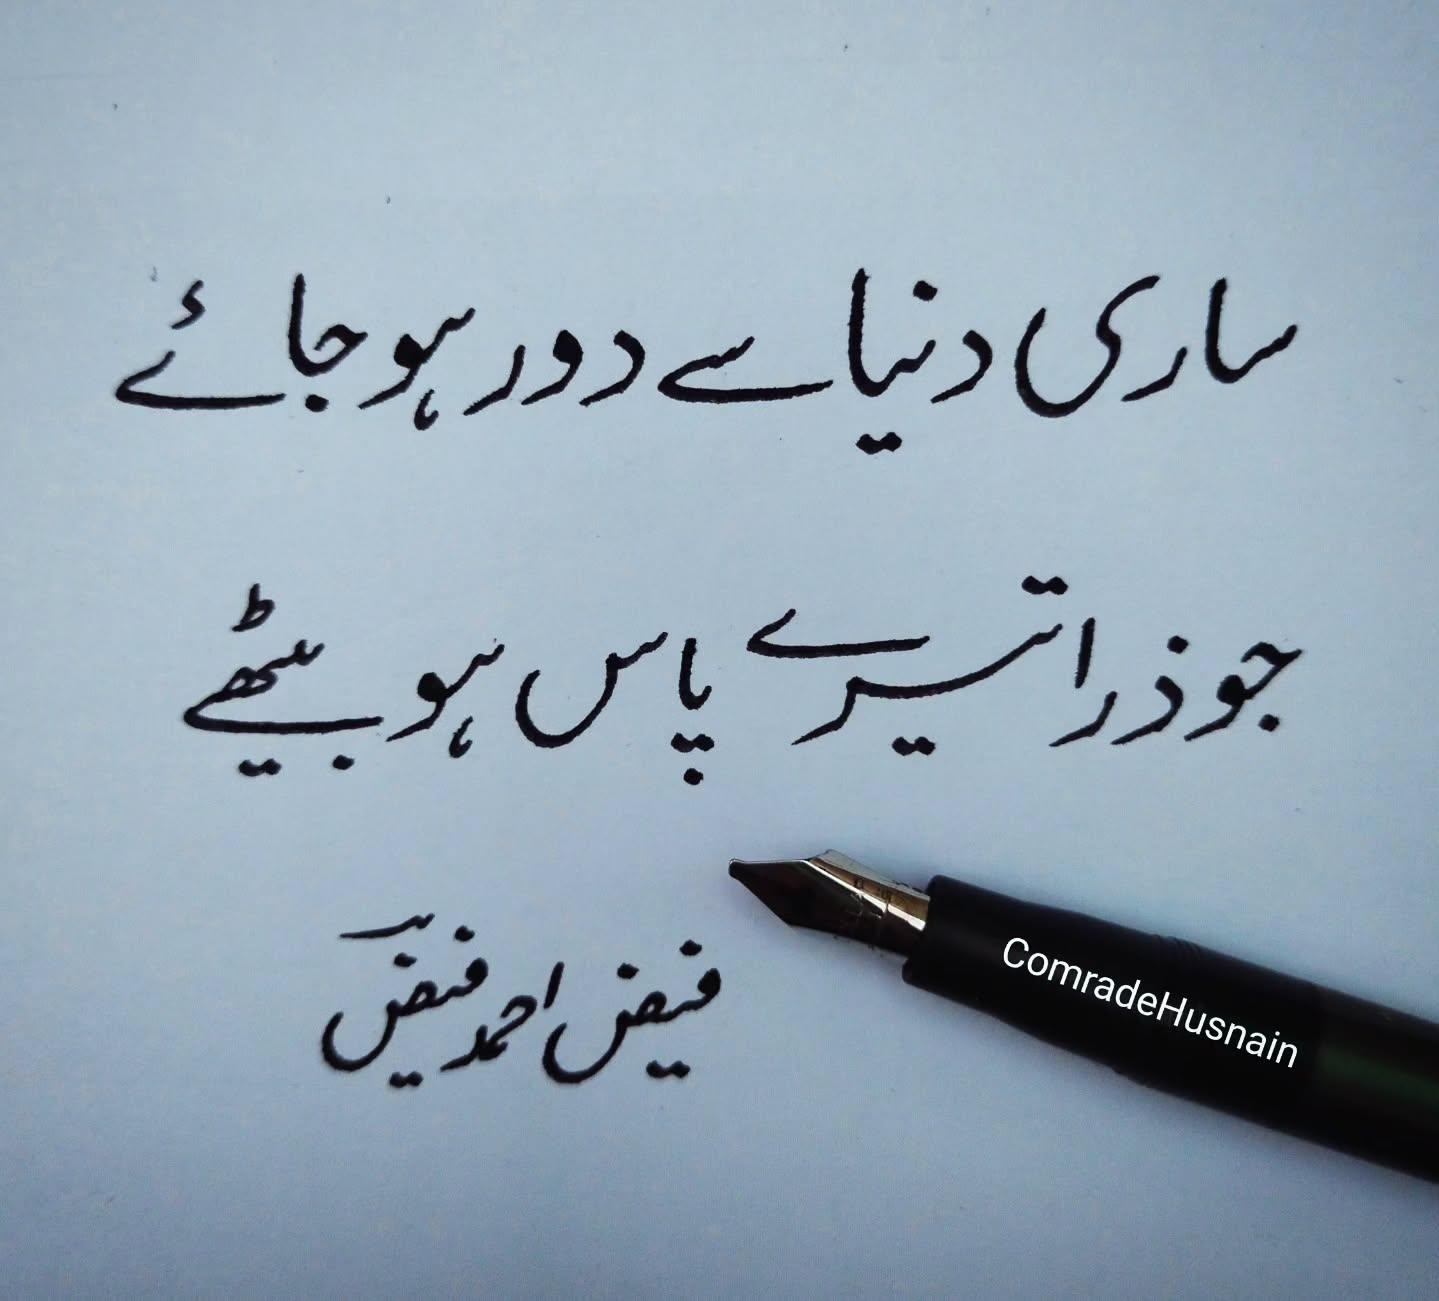 ساری دنیا سے دور ہو جائے
جو ذرا تیرے پاس ہو بیٹھے
فیض احمد فیضؔ
ComradeHusnain